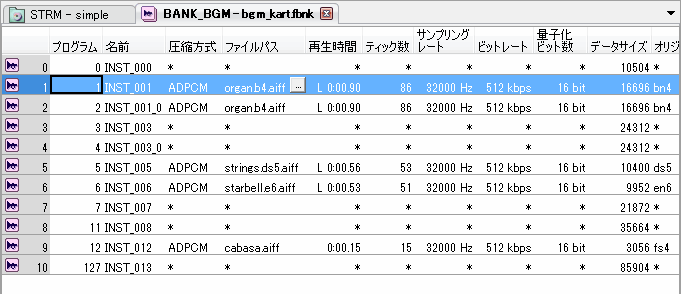 STRM - simple BANK_BGM - bgm_kart.fbnk
プログラム 名前 圧縮方式 ファイルパス 再生時間 ティック数 サンプリングレート ビットレート 量子化ビット数 データサイズ オリジ
0 0 INST_000 * * * * * * * 10504 *
1 1 INST_001 ADPCM organ.b4.aiff ... L 0:00.90 86 32000 Hz 512 kbps 16 bit 16696 bn4
2 2 INST_001_0 ADPCM organ.b4.aiff L 0:00.90 86 32000 Hz 512 kbps 16 bit 16696 bn4
3 3 INST_003 * * * * * * * 24312 *
4 4 INST_003_0 * * * * * * * 24312 *
5 5 INST_005 ADPCM strings.ds5.aiff L 0:00.56 53 32000 Hz 512 kbps 16 bit 10400 ds5
6 6 INST_006 ADPCM starbell.e6.aiff L 0:00.53 51 32000 Hz 512 kbps 16 bit 9952 en6
7 7 INST_007 * * * * * * * 21872 *
8 11 INST_008 * * * * * * * 35664 *
9 12 INST_012 ADPCM cabasa.aiff 0:00.15 15 32000 Hz 512 kbps 16 bit 3056 fs4
10 127 INST_013 * * * * * * * 85904 *